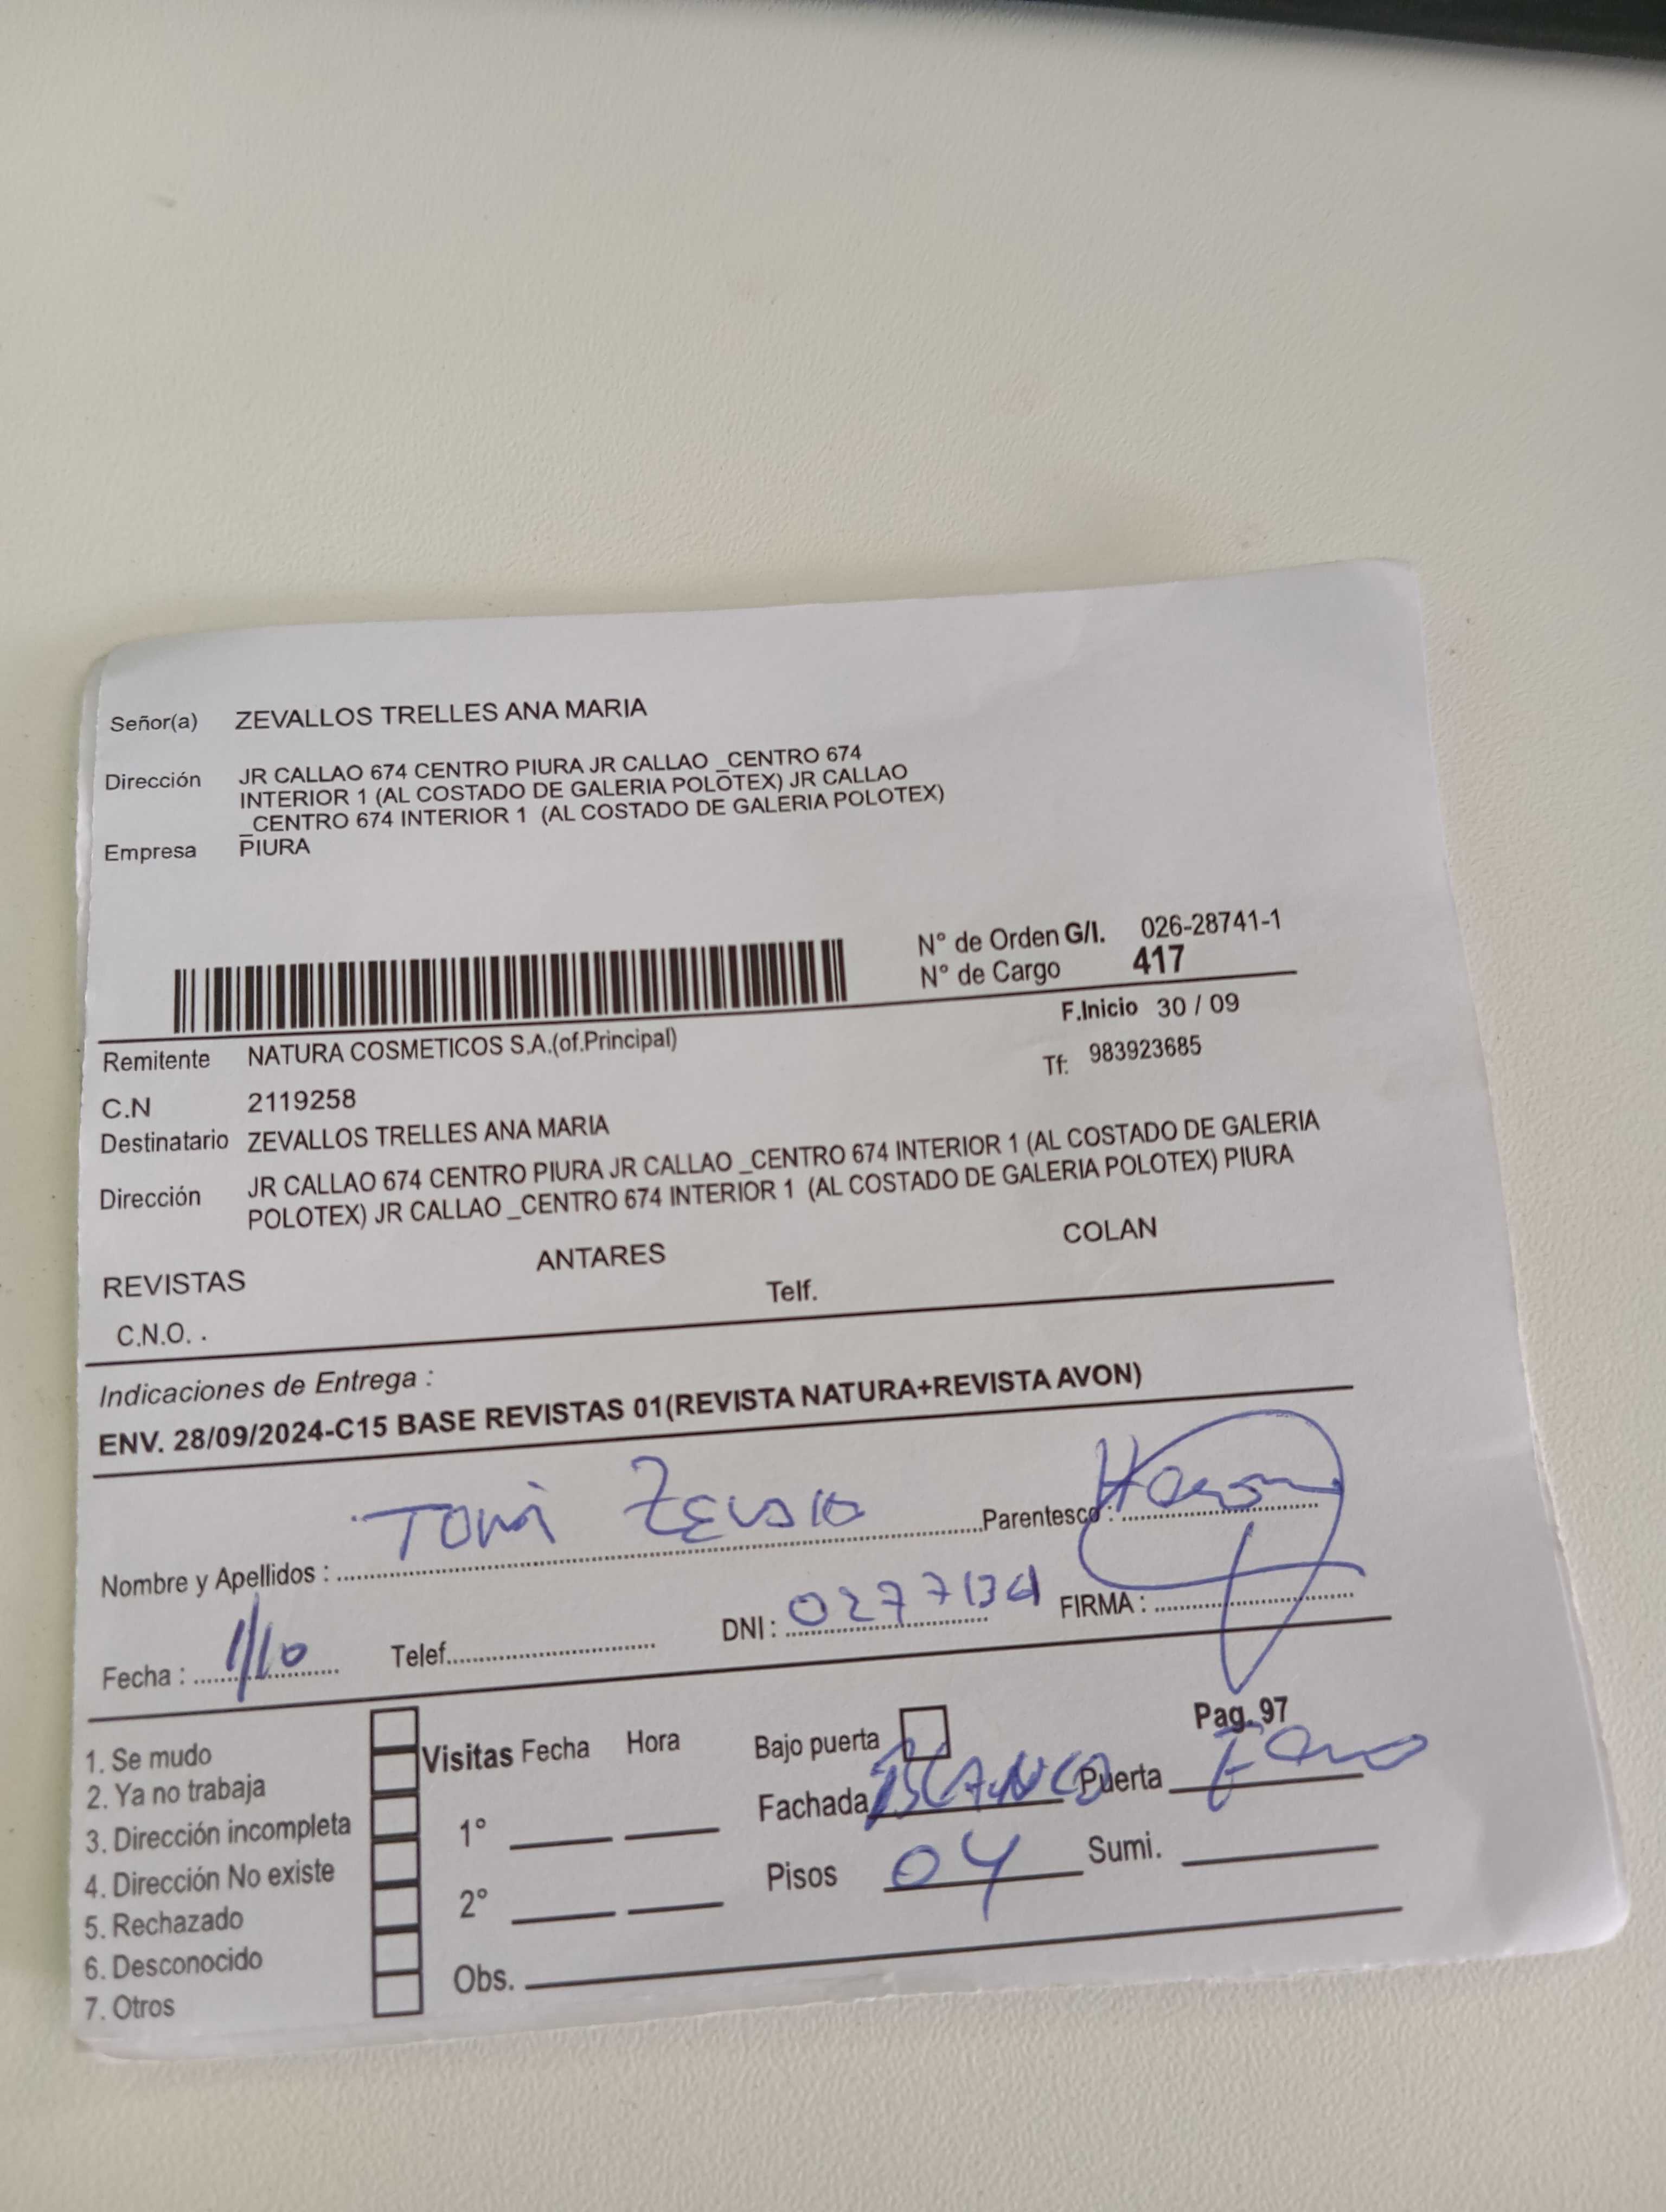 Señor(a) ZEVALLOS TRELLES ANA MARIA
Dirección JR CALLAO 674 CENTRO PIURA JR CALLAO _CENTRO 674
INTERIOR 1 (AL COSTADO DE GALERIA POLOTEX) JR CALLAO
_CENTRO 674 INTERIOR 1 (AL COSTADO DE GALERIA POLOTEX)
Empresa PIURA
N° de Orden G/I. 026-28741-1
N° de Cargo 417
F.Inicio 30 / 09
Remitente NATURA COSMETICOS S.A.(of.Principal)
Tf: 983923685
C.N 2119258
Destinatario ZEVALLOS TRELLES ANA MARIA
Dirección JR CALLAO 674 CENTRO PIURA JR CALLAO _CENTRO 674 INTERIOR 1 (AL COSTADO DE GALERIA
POLOTEX) JR CALLAO _CENTRO 674 INTERIOR 1 (AL COSTADO DE GALERIA POLOTEX) PIURA
REVISTAS ANTARES COLAN
C.N.O. . Telf.
Indicaciones de Entrega :
ENV. 28/09/2024-C15 BASE REVISTAS 01(REVISTA NATURA+REVISTA AVON)
Nombre y Apellidos : Parentesco :
Fecha : 1/10 Telef. DNI : FIRMA :
Pag. 97
1. Se mudo
2. Ya no trabaja
3. Dirección incompleta
4. Dirección No existe
5. Rechazado
6. Desconocido
7. Otros
Visitas Fecha Hora
1°
2°
Obs.
Bajo puerta
Fachada BLANCO Puerta
Pisos 04 Sumi.